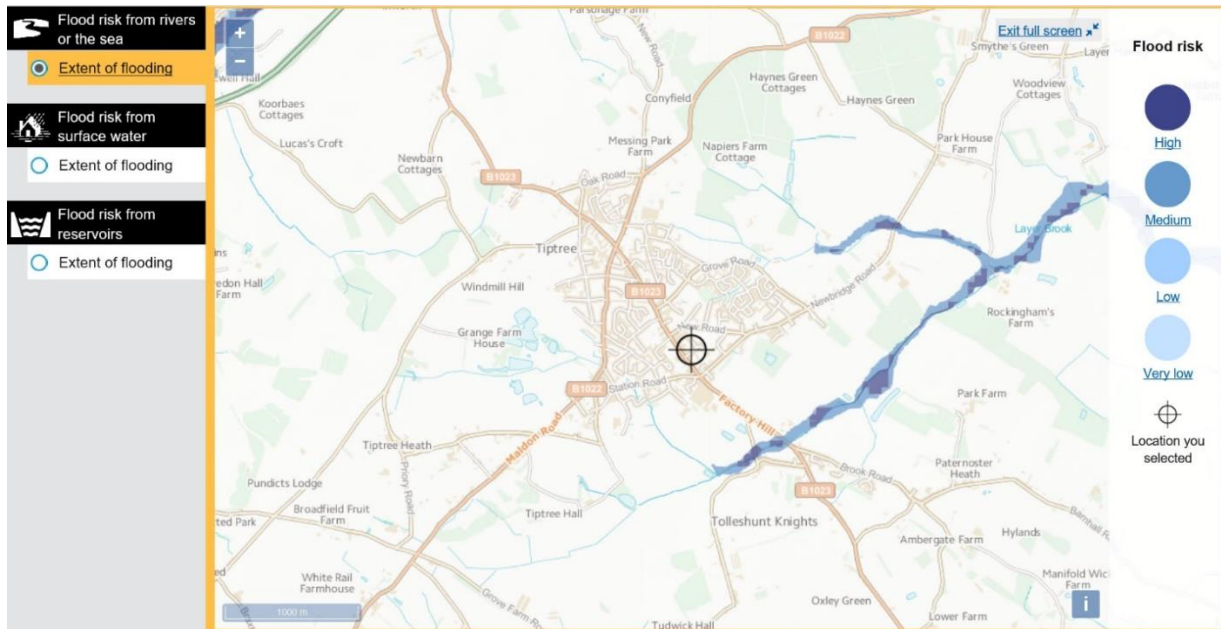 Flood risk from rivers
or the sea
Extent of flooding
Flood risk from
surface water
Extent of flooding
Flood risk from
reservoirs
Extent of flooding
+
−
Exit full screen
Flood risk
High
Medium
Low
Very low
Location you
selected
Parsonage Farm
New Road
B1022
Smythe's Green
Layer
Koorbaes
Cottages
Haynes Green
Cottages
Woodview
Cottages
Conyfield
Haynes Green
Lucas's Croft
Messing Park
Farm
Napiers Farm
Cottage
Park House
Farm
Newbarn
Cottages
B1023
Oak Road
Layer Brook
Tiptree
Grove Road
Windmill Hill
B1023
Newbridge Road
Rockingham's
Farm
Grange Farm
House
New Road
B1022
Station Road
Park Farm
Factory Hill
Maldon Road
Tiptree Heath
Priory Road
Brook Road
Paternoster
Heath
Pundicts Lodge
B1023
Broadfield Fruit
Farm
Tiptree Hall
Tolleshunt Knights
Hylands
Ambergate Farm
White Rail
Farmhouse
Manifold Wic
Farm
Oxley Green
1000 m
Grove Farm
Tudwick Hall
Lower Farm
i